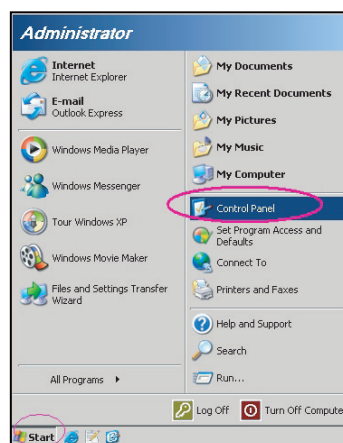 Administrator
Internet
Internet Explorer
E-mail
Outlook Express
Windows Media Player
Windows Messenger
Tour Windows XP
Windows Movie Maker
Files and Settings Transfer
Wizard
All Programs
My Documents
My Recent Documents
My Pictures
My Music
My Computer
Control Panel
Set Program Access and
Defaults
Connect To
Printers and Faxes
Help and Support
Search
Run...
Log Off
Turn Off Compute
Start